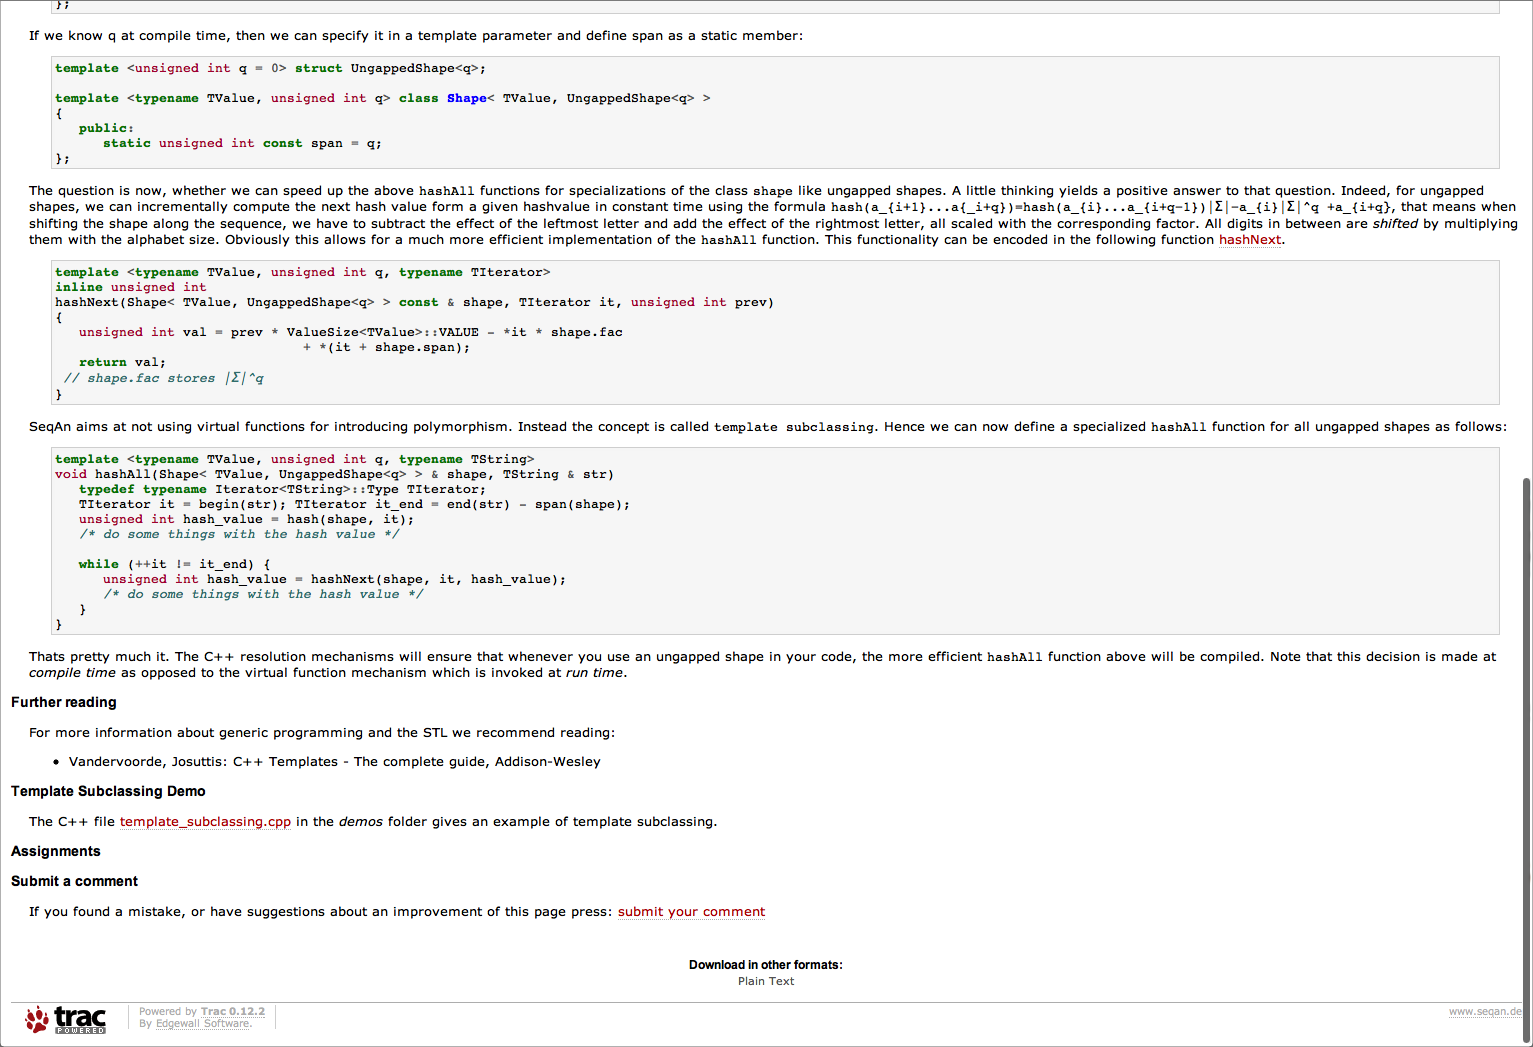 };
If we know q at compile time, then we can specify it in a template parameter and define span as a static member:
template <unsigned int q = 0> struct UngappedShape<q>;
template <typename TValue, unsigned int q> class Shape< TValue, UngappedShape<q> >
{
public:
static unsigned int const span = q;
};
The question is now, whether we can speed up the above hashAll functions for specializations of the class shape like ungapped shapes. A little thinking yields a positive answer to that question. Indeed, for ungapped
shapes, we can incrementally compute the next hash value form a given hashvalue in constant time using the formula hash(a_{i+1}...a{_i+q})=hash(a_{i}...a_{i+q-1})|Σ|-a_{i}|Σ|^q +a_{i+q}, that means when
shifting the shape along the sequence, we have to subtract the effect of the leftmost letter and add the effect of the rightmost letter, all scaled with the corresponding factor. All digits in between are shifted by multiplying
them with the alphabet size. Obviously this allows for a much more efficient implementation of the hashAll function. This functionality can be encoded in the following function hashNext.
template <typename TValue, unsigned int q, typename TIterator>
inline unsigned int
hashNext(Shape< TValue, UngappedShape<q> > const & shape, TIterator it, unsigned int prev)
{
unsigned int val = prev * ValueSize<TValue>::VALUE - *it * shape.fac
+ *(it + shape.span);
return val;
// shape.fac stores |Σ|^q
}
SeqAn aims at not using virtual functions for introducing polymorphism. Instead the concept is called template subclassing. Hence we can now define a specialized hashAll function for all ungapped shapes as follows:
template <typename TValue, unsigned int q, typename TString>
void hashAll(Shape< TValue, UngappedShape<q> > & shape, TString & str)
typedef typename Iterator<TString>::Type TIterator;
TIterator it = begin(str); TIterator it_end = end(str) - span(shape);
unsigned int hash_value = hash(shape, it);
/* do some things with the hash value */
while (++it != it_end) {
unsigned int hash_value = hashNext(shape, it, hash_value);
/* do some things with the hash value */
}
}
Thats pretty much it. The C++ resolution mechanisms will ensure that whenever you use an ungapped shape in your code, the more efficient hashAll function above will be compiled. Note that this decision is made at
compile time as opposed to the virtual function mechanism which is invoked at run time.
Further reading
For more information about generic programming and the STL we recommend reading:
• Vandervoorde, Josuttis: C++ Templates - The complete guide, Addison-Wesley
Template Subclassing Demo
The C++ file template_subclassing.cpp in the demos folder gives an example of template subclassing.
Assignments
Submit a comment
If you found a mistake, or have suggestions about an improvement of this page press: submit your comment
Download in other formats:
Plain Text
trac POWERED
Powered by Trac 0.12.2
By Edgewall Software.
www.seqan.de